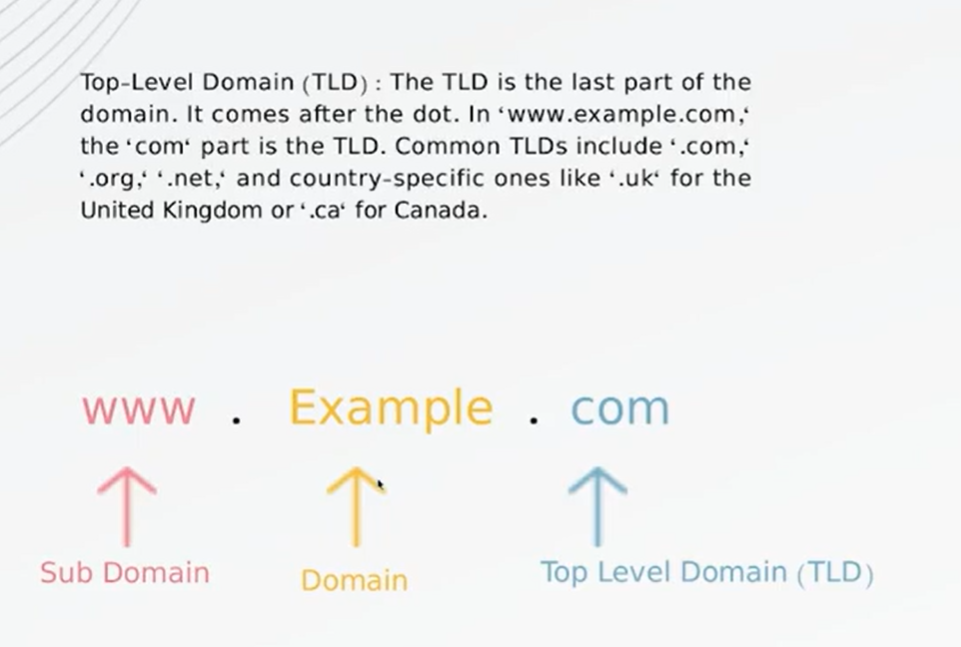 Top-Level Domain (TLD) : The TLD is the last part of the
domain. It comes after the dot. In ‘www.example.com,‘
the ‘com‘ part is the TLD. Common TLDs include ‘.com,‘
‘.org,‘ ‘.net,‘ and country-specific ones like ‘.uk‘ for the
United Kingdom or ‘.ca‘ for Canada.
www . Example . com
Sub Domain Domain Top Level Domain (TLD)